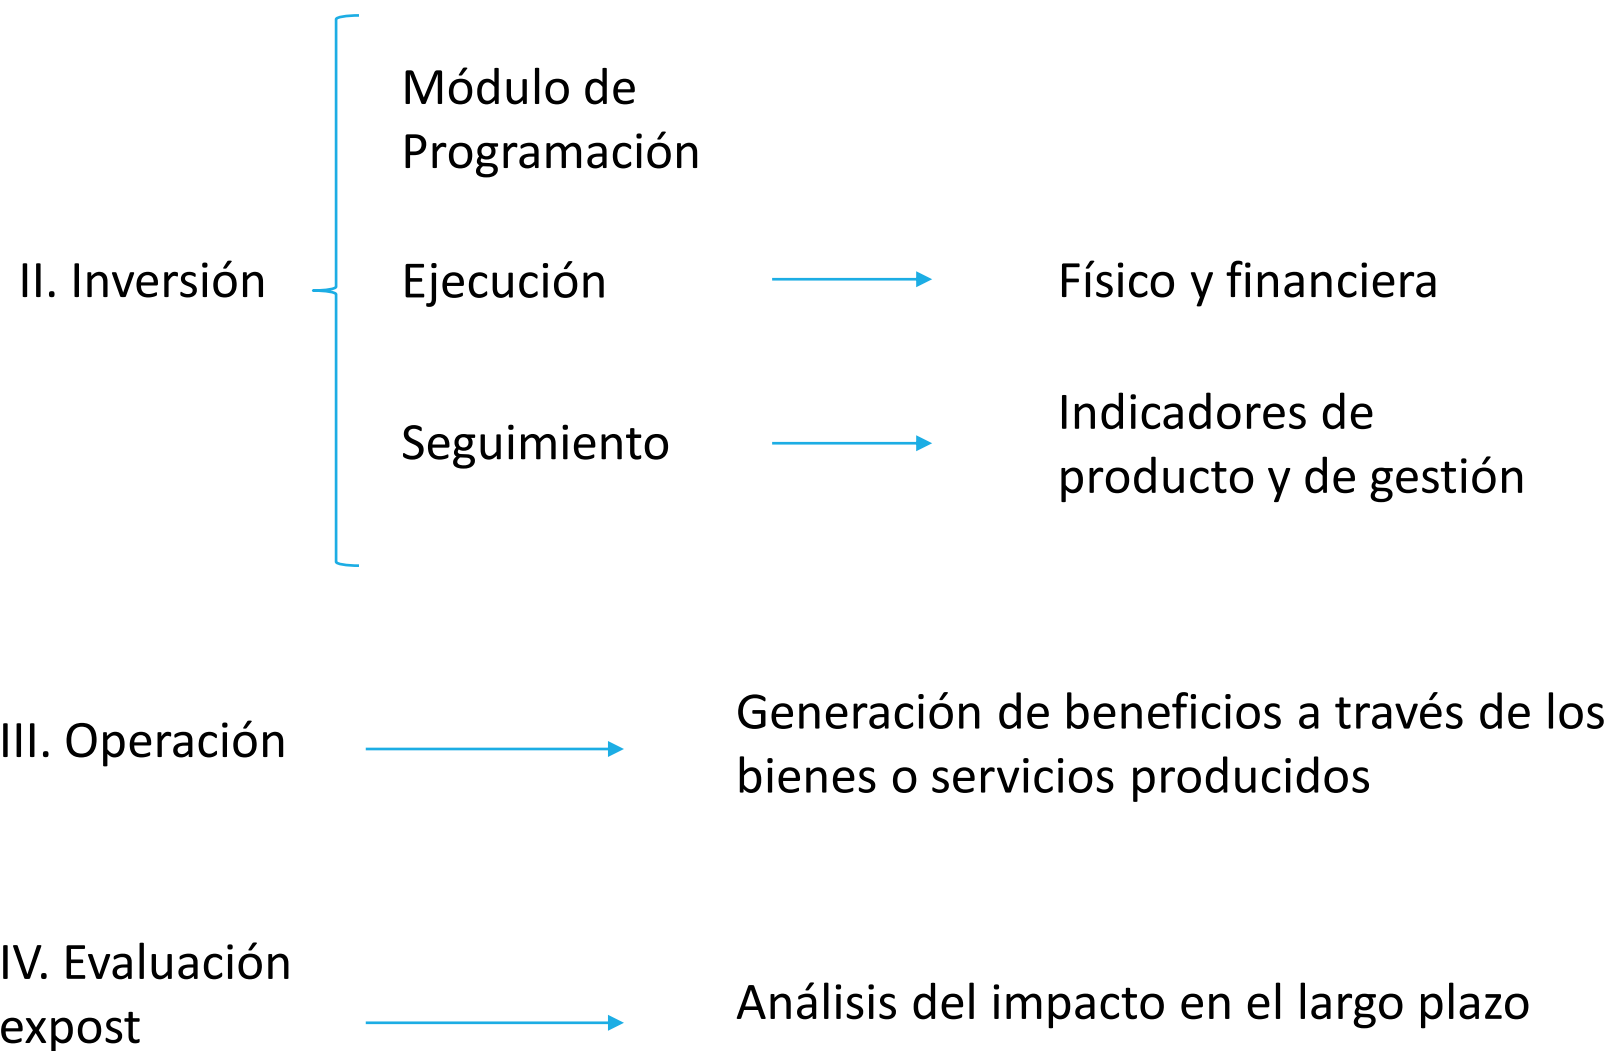 Módulo de
Programación
II. Inversión
Ejecución
Físico y financiera
Seguimiento
Indicadores de
producto y de gestión
III. Operación
Generación de beneficios a través de los
bienes o servicios producidos
IV. Evaluación
expost
Análisis del impacto en el largo plazo